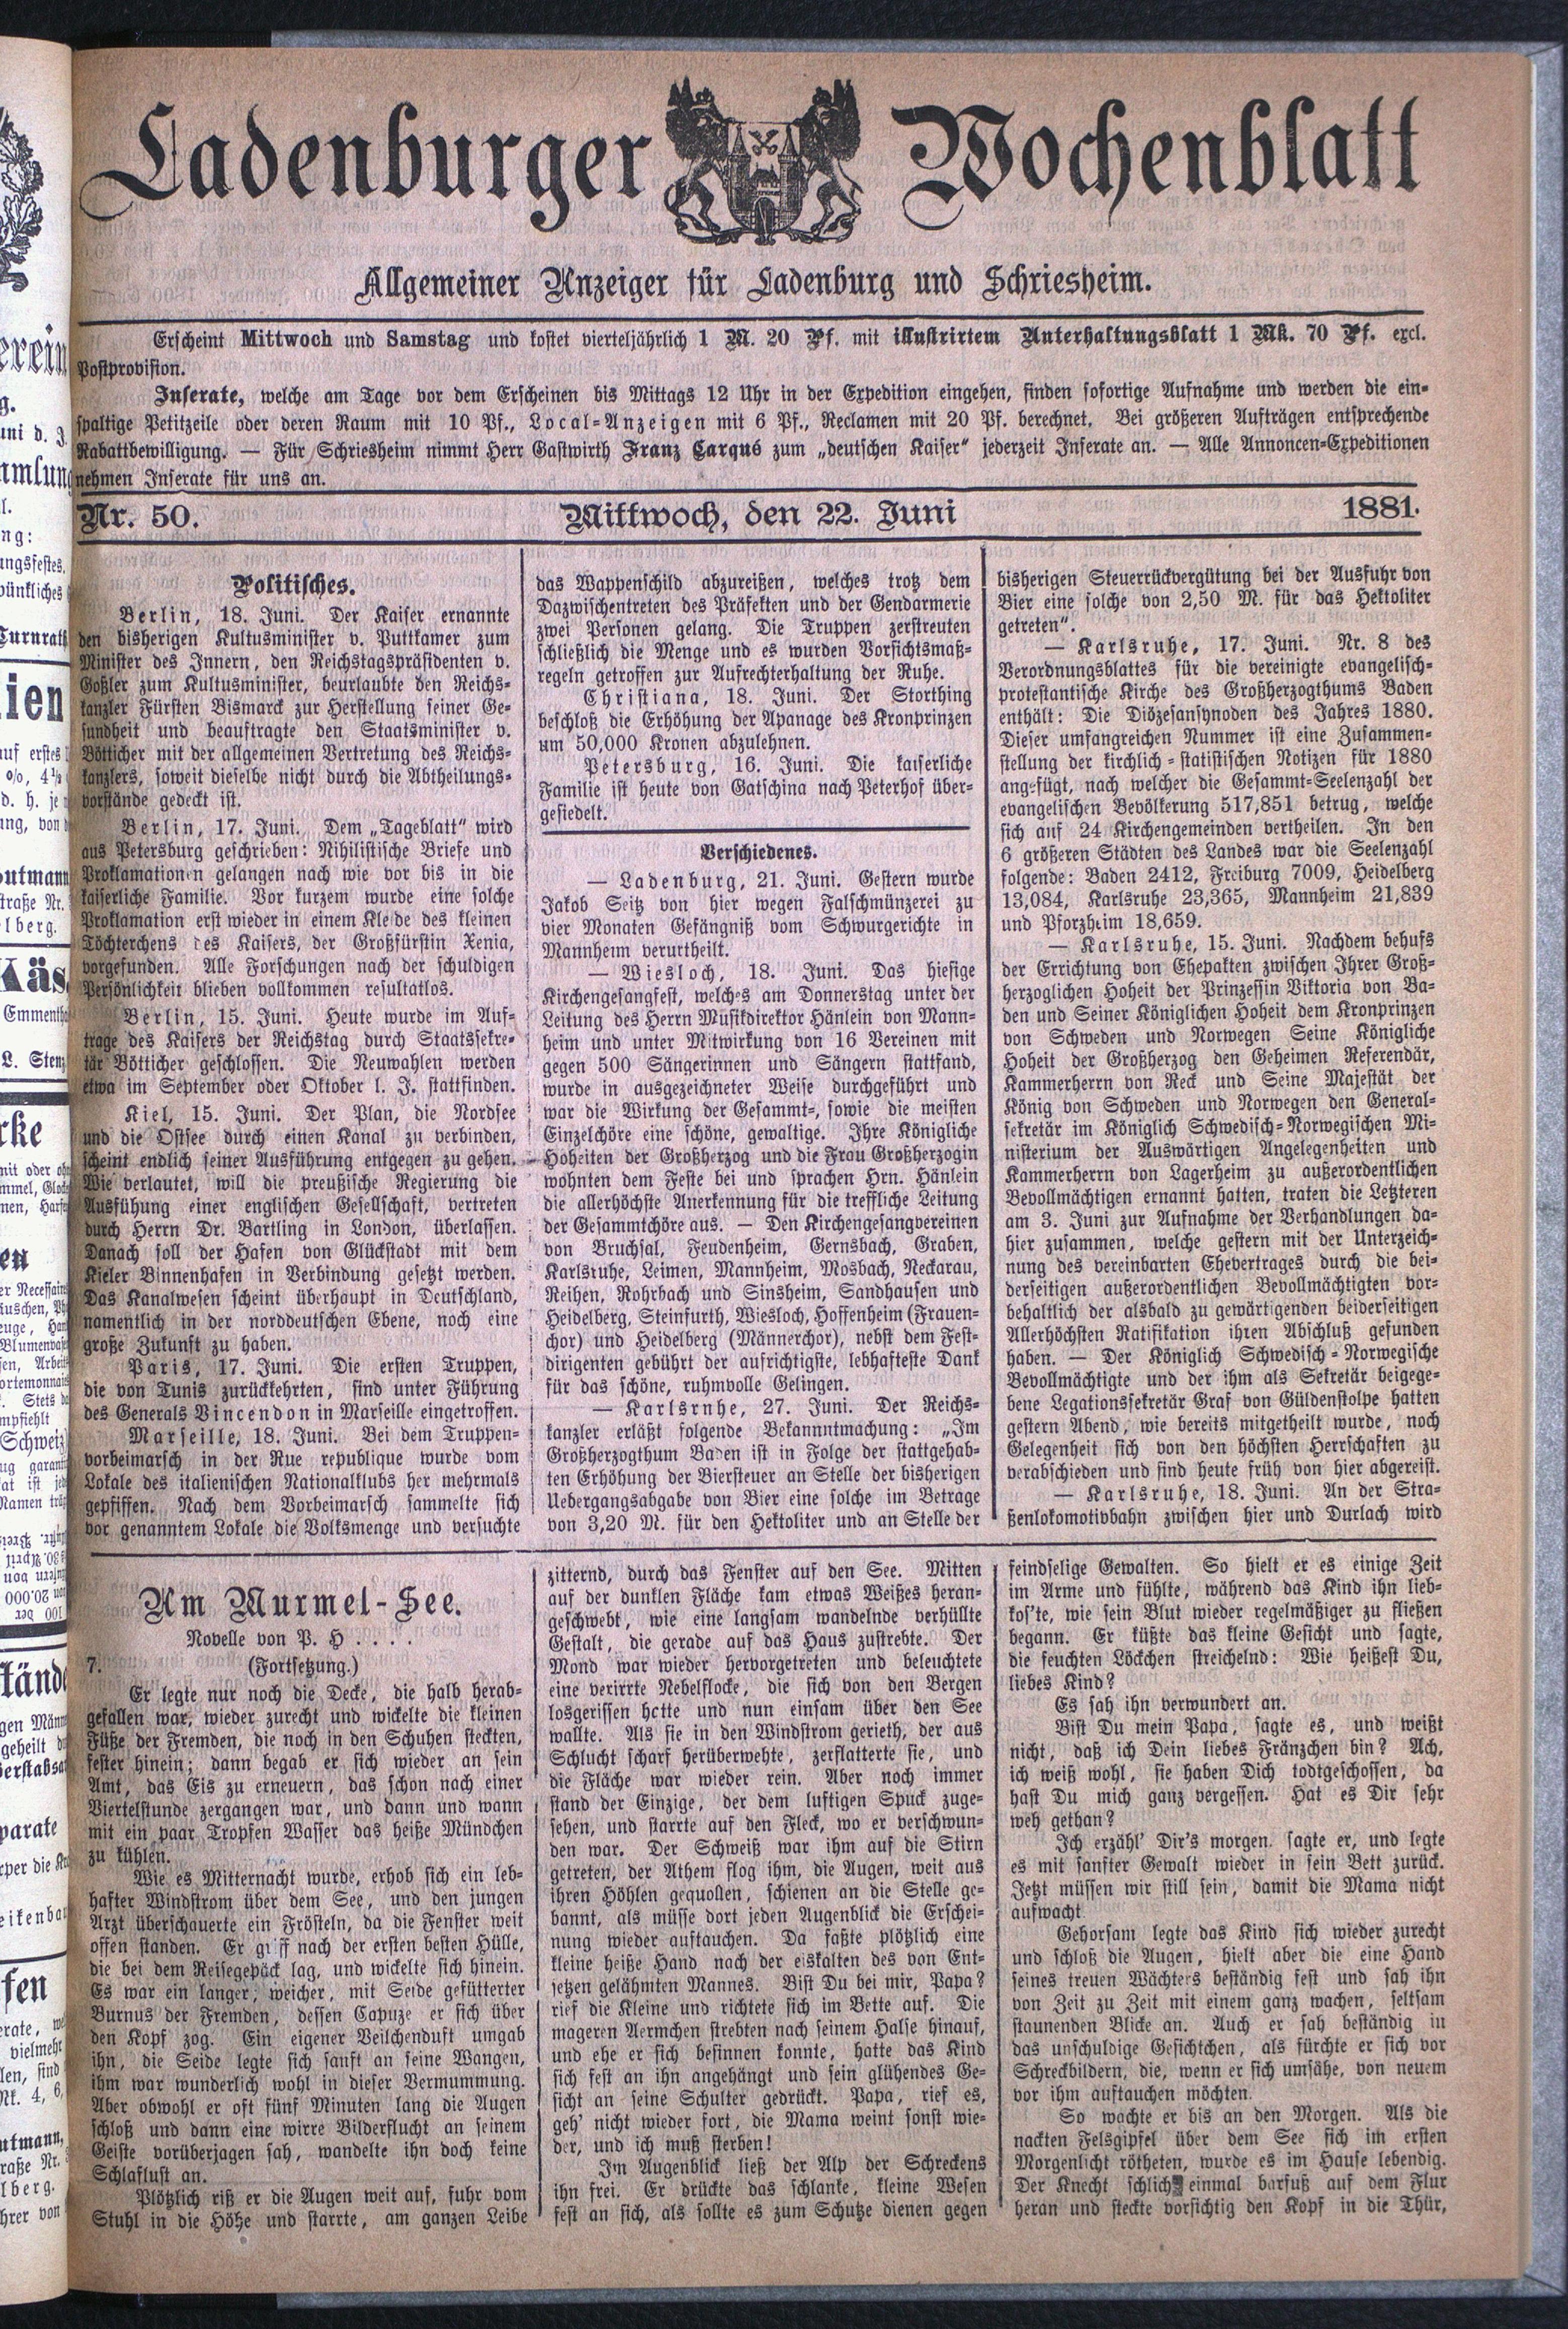 Ladenburger Wochenblatt
Allgemeiner Anzeiger für Ladenburg und Schriesheim.
Erscheint Mittwoch und Samstag und kostet vierteljährlich 1 M. 20 Pf. mit illustrirtem Unterhaltungsblatt 1 Mk. 70 Pf. excl.
Postprovision.
Inserate, welche am Tage vor dem Erscheinen bis Mittags 12 Uhr in der Expedition eingehen, finden sofortige Aufnahme und werden die ein-
spaltige Petitzeile oder deren Raum mit 10 Pf., Local-Anzeigen mit 6 Pf., Reclamen mit 20 Pf. berechnet. Bei größeren Aufträgen entsprechende
Rabattbewilligung. — Für Schriesheim nimmt Herr Gastwirth Franz Carqué zum „deutschen Kaiser“ jederzeit Inserate an. — Alle Annoncen-Expeditionen
nehmen Inserate für uns an.
Nr. 50. Mittwoch, den 22. Juni 1881.
Politisches.
Berlin, 18. Juni. Der Kaiser ernannte
den bisherigen Kultusminister v. Puttkamer zum
Minister des Innern, den Reichstagspräsidenten v.
Goßler zum Kultusminister, beurlaubte den Reichs-
kanzler Fürsten Bismarck zur Herstellung seiner Ge-
sundheit und beauftragte den Staatsminister v.
Bötticher mit der allgemeinen Vertretung des Reichs-
kanzlers, soweit dieselbe nicht durch die Abtheilungs-
vorstände gedeckt ist.
Berlin, 17. Juni. Dem „Tageblatt“ wird
aus Petersburg geschrieben: Nihilistische Briefe und
Proklamationen gelangen nach wie vor bis in die
kaiserliche Familie. Vor kurzem wurde eine solche
Proklamation erst wieder in einem Kleide des kleinen
Töchterchens des Kaisers, der Großfürstin Xenia,
vorgefunden. Alle Forschungen nach der schuldigen
Persönlichkeit blieben vollkommen resultatlos.
Berlin, 15. Juni. Heute wurde im Auf-
trage des Kaisers der Reichstag durch Staatssekre-
tär Bötticher geschlossen. Die Neuwahlen werden
etwa im September oder Oktober l. J. stattfinden.
Kiel, 15. Juni. Der Plan, die Nordsee
und die Ostsee durch einen Kanal zu verbinden,
scheint endlich seiner Ausführung entgegen zu gehen.
Wie verlautet, will die preußische Regierung die
Ausfühung einer englischen Gesellschaft, vertreten
durch Herrn Dr. Bartling in London, überlassen.
Danach soll der Hafen von Glückstadt mit dem
Kieler Binnenhafen in Verbindung gesetzt werden.
Das Kanalwesen scheint überhaupt in Deutschland,
namentlich in der norddeutschen Ebene, noch eine
große Zukunft zu haben.
Paris, 17. Juni. Die ersten Truppen,
die von Tunis zurückkehrten, sind unter Führung
des Generals Vincendon in Marseille eingetroffen.
Marseille, 18. Juni. Bei dem Truppen-
vorbeimarsch in der Rue republique wurde vom
Lokale des italienischen Nationalklubs her mehrmals
gepfiffen. Nach dem Vorbeimarsch sammelte sich
vor genanntem Lokale die Volksmenge und versuchte
das Wappenschild abzureißen, welches trotz dem
Dazwischentreten des Präfekten und der Gendarmerie
zwei Personen gelang. Die Truppen zerstreuten
schließlich die Menge und es wurden Vorsichtsmaß-
regeln getroffen zur Aufrechterhaltung der Ruhe.
Christiana, 18. Juni. Der Storthing
beschloß die Erhöhung der Apanage des Kronprinzen
um 50,000 Kronen abzulehnen.
Petersburg, 16. Juni. Die kaiserliche
Familie ist heute von Gatschina nach Peterhof über-
gesiedelt.
Verschiedenes.
— Ladenburg, 21. Juni. Gestern wurde
Jakob Seitz von hier wegen Falschmünzerei zu
vier Monaten Gefängniß vom Schwurgerichte in
Mannheim verurtheilt.
— Wiesloch, 18. Juni. Das hiesige
Kirchengesangfest, welches am Donnerstag unter der
Leitung des Herrn Musikdirektor Hänlein von Mann-
heim und unter Mitwirkung von 16 Vereinen mit
gegen 500 Sängerinnen und Sängern stattfand,
wurde in ausgezeichneter Weise durchgeführt und
war die Wirkung der Gesammt-, sowie die meisten
Einzelchöre eine schöne, gewaltige. Ihre Königliche
Hoheiten der Großherzog und die Frau Großherzogin
wohnten dem Feste bei und sprachen Hrn. Hänlein
die allerhöchste Anerkennung für die treffliche Leitung
der Gesammtchöre aus. — Den Kirchengesangvereinen
von Bruchsal, Feudenheim, Gernsbach, Graben,
Karlsruhe, Leimen, Mannheim, Mosbach, Neckarau,
Reihen, Rohrbach und Sinsheim, Sandhausen und
Heidelberg, Steinfurth, Wiesloch, Hoffenheim (Frauen-
chor) und Heidelberg (Männerchor), nebst dem Fest-
dirigenten gebührt der aufrichtigste, lebhafteste Dank
für das schöne, ruhmvolle Gelingen.
— Karlsrnhe, 27. Juni. Der Reichs-
kanzler erläßt folgende Bekanntmachung: „Im
Großherzogthum Baden ist in Folge der stattgehab-
ten Erhöhung der Biersteuer an Stelle der bisherigen
Uebergangsabgabe von Bier eine solche im Betrage
von 3,20 M. für den Hektoliter und an Stelle der
bisherigen Steuerrückvergütung bei der Ausfuhr von
Bier eine solche von 2,50 M. für das Hektoliter
getreten“.
— Karlsruhe, 17. Juni. Nr. 8 des
Verordnungsblattes für die vereinigte evangelisch-
protestantische Kirche des Großherzogthums Baden
enthält: Die Diözesansynoden des Jahres 1880.
Dieser umfangreichen Nummer ist eine Zusammen-
stellung der kirchlich-statistischen Notizen für 1880
angefügt, nach welcher die Gesammt-Seelenzahl der
evangelischen Bevölkerung 517,851 betrug, welche
sich auf 24 Kirchengemeinden vertheilen. In den
6 größeren Städten des Landes war die Seelenzahl
folgende: Baden 2412, Freiburg 7009, Heidelberg
13,084, Karlsruhe 23,365, Mannheim 21,839
und Pforzheim 18,659.
— Karlsruhe, 15. Juni. Nachdem behufs
der Errichtung von Ehepakten zwischen Ihrer Groß-
herzoglichen Hoheit der Prinzessin Viktoria von Ba-
den und Seiner Königlichen Hoheit dem Kronprinzen
von Schweden und Norwegen Seine Königliche
Hoheit der Großherzog den Geheimen Referendär,
Kammerherrn von Reck und Seine Majestät der
König von Schweden und Norwegen den General-
sekretär im Königlich Schwedisch-Norwegischen Mi-
nisterium der Auswärtigen Angelegenheiten und
Kammerherrn von Lagerheim zu außerordentlichen
Bevollmächtigen ernannt hatten, traten die Letzteren
am 3. Juni zur Aufnahme der Verhandlungen da-
hier zusammen, welche gestern mit der Unterzeich-
nung des vereinbarten Ehevertrages durch die bei-
derseitigen außerordentlichen Bevollmächtigten vor-
behaltlich der alsbald zu gewärtigenden beiderseitigen
Allerhöchsten Ratifikation ihren Abschluß gefunden
haben. — Der Königlich Schwedisch-Norwegische
Bevollmächtigte und der ihm als Sekretär beigege-
bene Legationssekretär Graf von Güldenstolpe hatten
gestern Abend, wie bereits mitgetheilt wurde, noch
Gelegenheit sich von den höchsten Herrschaften zu
verabschieden und sind heute früh von hier abgereist.
— Karlsruhe, 18. Juni. An der Stra-
ßenlokomotivbahn zwischen hier und Durlach wird
Am Murmel-See.
Novelle von P. H . . . .
7. (Fortsetzung.)
Er legte nur noch die Decke, die halb herab-
gefallen war, wieder zurecht und wickelte die kleinen
Füße der Fremden, die noch in den Schuhen steckten,
fester hinein; dann begab er sich wieder an sein
Amt, das Eis zu erneuern, das schon nach einer
Viertelstunde zergangen war, und dann und wann
mit ein paar Tropfen Wasser das heiße Mündchen
zu kühlen.
Wie es Mitternacht wurde, erhob sich ein leb-
hafter Windstrom über dem See, und den jungen
Arzt überschauerte ein Frösteln, da die Fenster weit
offen standen. Er griff nach der ersten besten Hülle,
die bei dem Reisegepäck lag, und wickelte sich hinein.
Es war ein langer, weicher, mit Seide gefütterter
Burnus der Fremden, dessen Capuze er sich über
den Kopf zog. Ein eigener Veilchenduft umgab
ihn, die Seide legte sich sanft an seine Wangen,
ihm war wunderlich wohl in dieser Vermummung.
Aber obwohl er oft fünf Minuten lang die Augen
schloß und dann eine wirre Bilderflucht an seinem
Geiste vorüberjagen sah, wandelte ihn doch keine
Schlaflust an.
Plötzlich riß er die Augen weit auf, fuhr vom
Stuhl in die Höhe und starrte, am ganzen Leibe
zitternd, durch das Fenster auf den See. Mitten
auf der dunklen Fläche kam etwas Weißes heran-
geschwebt, wie eine langsam wandelnde verhüllte
Gestalt, die gerade auf das Haus zustrebte. Der
Mond war wieder hervorgetreten und beleuchtete
eine verirrte Nebelflocke, die sich von den Bergen
losgerissen hatte und nun einsam über den See
wallte. Als sie in den Windstrom gerieth, der aus
Schlucht scharf herüberwehte, zerflatterte sie, und
die Fläche war wieder rein. Aber noch immer
stand der Einzige, der dem luftigen Spuck zuge-
sehen, und starrte auf den Fleck, wo er verschwun-
den war. Der Schweiß war ihm auf die Stirn
getreten, der Athem flog ihm, die Augen, weit aus
ihren Höhlen gequollen, schienen an die Stelle ge-
bannt, als müsse dort jeden Augenblick die Erschei-
nung wieder auftauchen. Da faßte plötzlich eine
kleine heiße Hand nach der eiskalten des von Ent-
setzen gelähmten Mannes. Bist Du bei mir, Papa?
rief die Kleine und richtete sich im Bette auf. Die
mageren Aermchen strebten nach seinem Halse hinauf,
und ehe er sich besinnen konnte, hatte das Kind
sich fest an ihn angehängt und sein glühendes Ge-
sicht an seine Schulter gedrückt. Papa, rief es,
geh' nicht wieder fort, die Mama weint sonst wie-
der, und ich muß sterben!
Im Augenblick ließ der Alp der Schreckens
ihn frei. Er drückte das schlanke, kleine Wesen
fest an sich, als sollte es zum Schutze dienen gegen
feindselige Gewalten. So hielt er es einige Zeit
im Arme und fühlte, während das Kind ihn lieb-
kos'te, wie sein Blut wieder regelmäßiger zu fließen
begann. Er küßte das kleine Gesicht und sagte,
die feuchten Löckchen streichelnd: Wie heißest Du,
liebes Kind?
Es sah ihn verwundert an.
Bist Du mein Papa, sagte es, und weißt
nicht, daß ich Dein liebes Fränzchen bin? Ach,
ich weiß wohl, sie haben Dich todtgeschossen, da
hast Du mich ganz vergessen. Hat es Dir sehr
weh gethan?
Ich erzähl' Dir's morgen. sagte er, und legte
es mit sanfter Gewalt wieder in sein Bett zurück.
Jetzt müssen wir still sein, damit die Mama nicht
aufwacht
Gehorsam legte das Kind sich wieder zurecht
und schloß die Augen, hielt aber die eine Hand
seines treuen Wächters beständig fest und sah ihn
von Zeit zu Zeit mit einem ganz wachen, seltsam
staunenden Blicke an. Auch er sah beständig in
das unschuldige Gesichtchen, als fürchte er sich vor
Schreckbildern, die, wenn er sich umsähe, von neuem
vor ihm auftauchen möchten.
So wachte er bis an den Morgen. Als die
nackten Felsgipfel über dem See sich im ersten
Morgenlicht rötheten, wurde es im Hause lebendig.
Der Knecht schlich einmal barfuß auf dem Flur
heran und steckte vorsichtig den Kopf in die Thür,